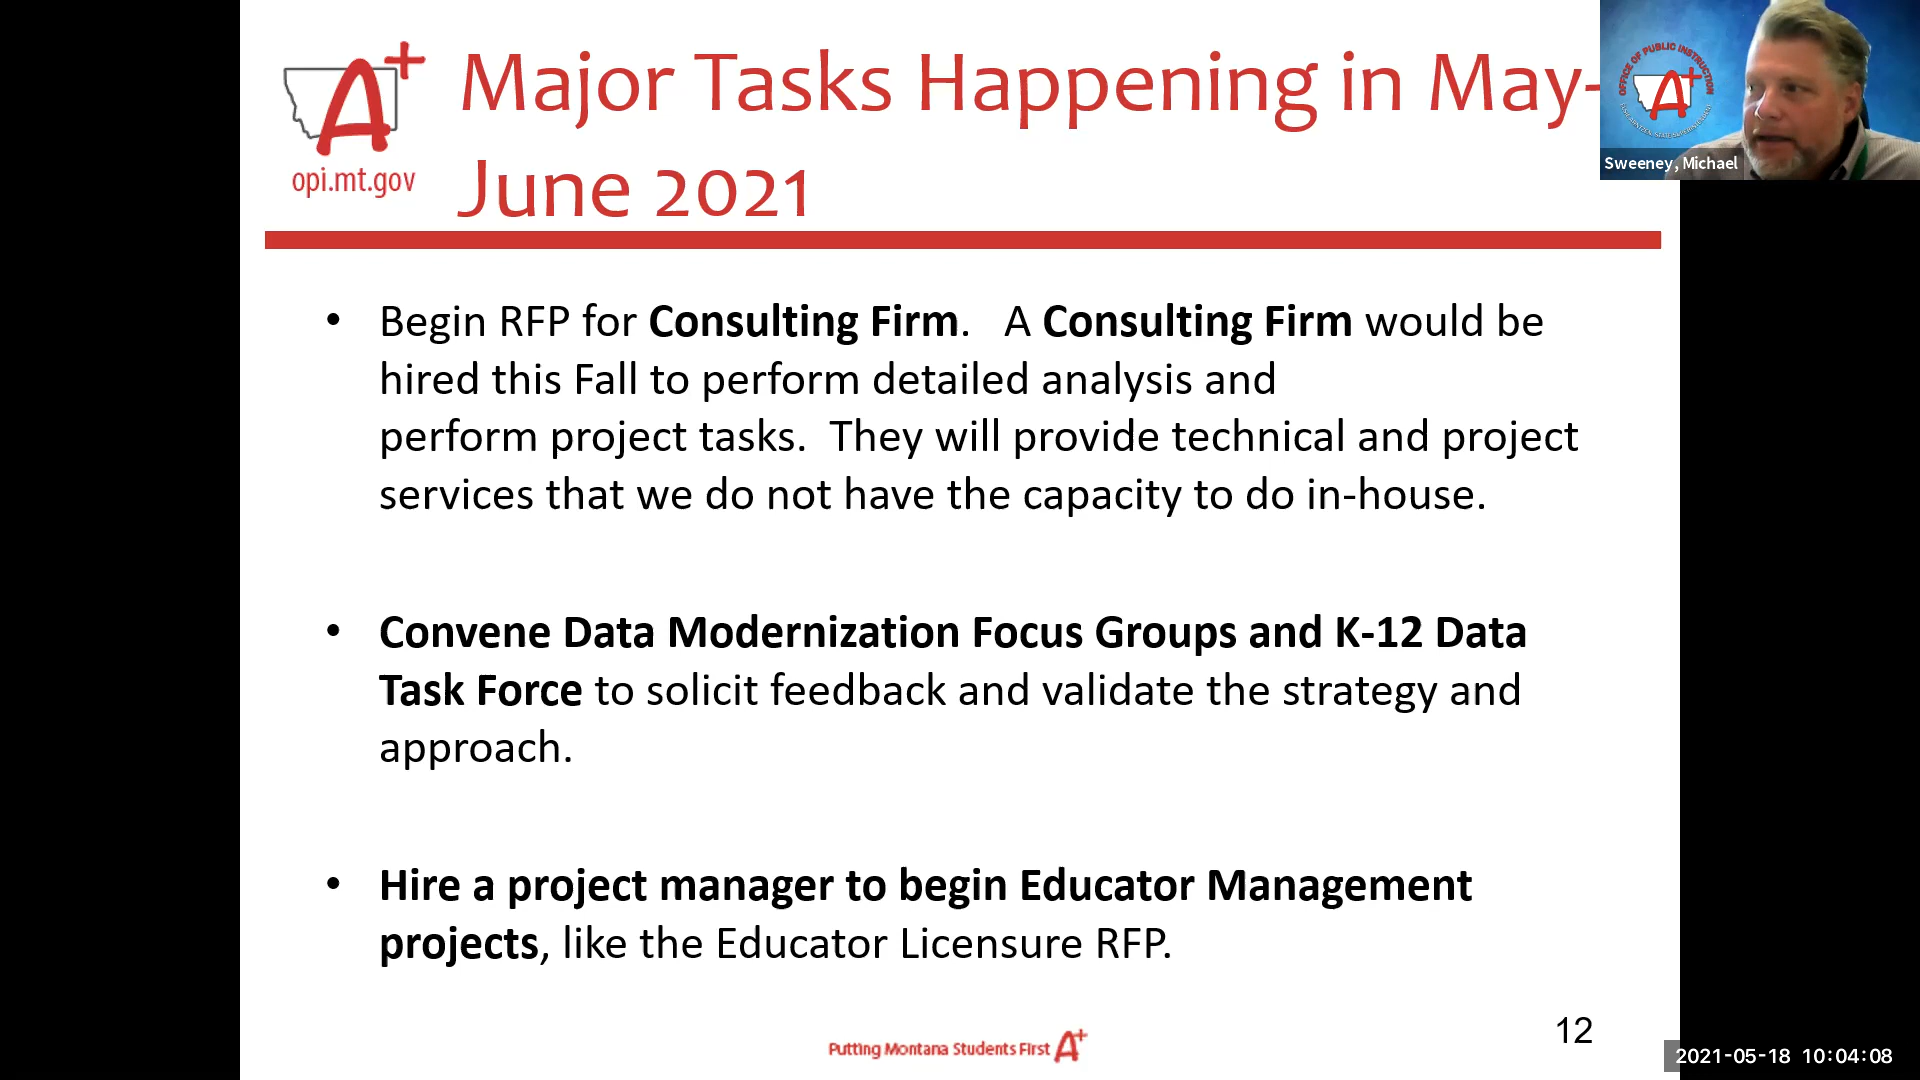 A+
opi.mt.gov
Major Tasks Happening in May-
June 2021
OFFICE OF PUBLIC INSTRUCTION
A+
Sweeney, Michael
• Begin RFP for Consulting Firm. A Consulting Firm would be
hired this Fall to perform detailed analysis and
perform project tasks. They will provide technical and project
services that we do not have the capacity to do in-house.
• Convene Data Modernization Focus Groups and K-12 Data
Task Force to solicit feedback and validate the strategy and
approach.
• Hire a project manager to begin Educator Management
projects, like the Educator Licensure RFP.
Putting Montana Students First A+
12
2021-05-18 10:04:08